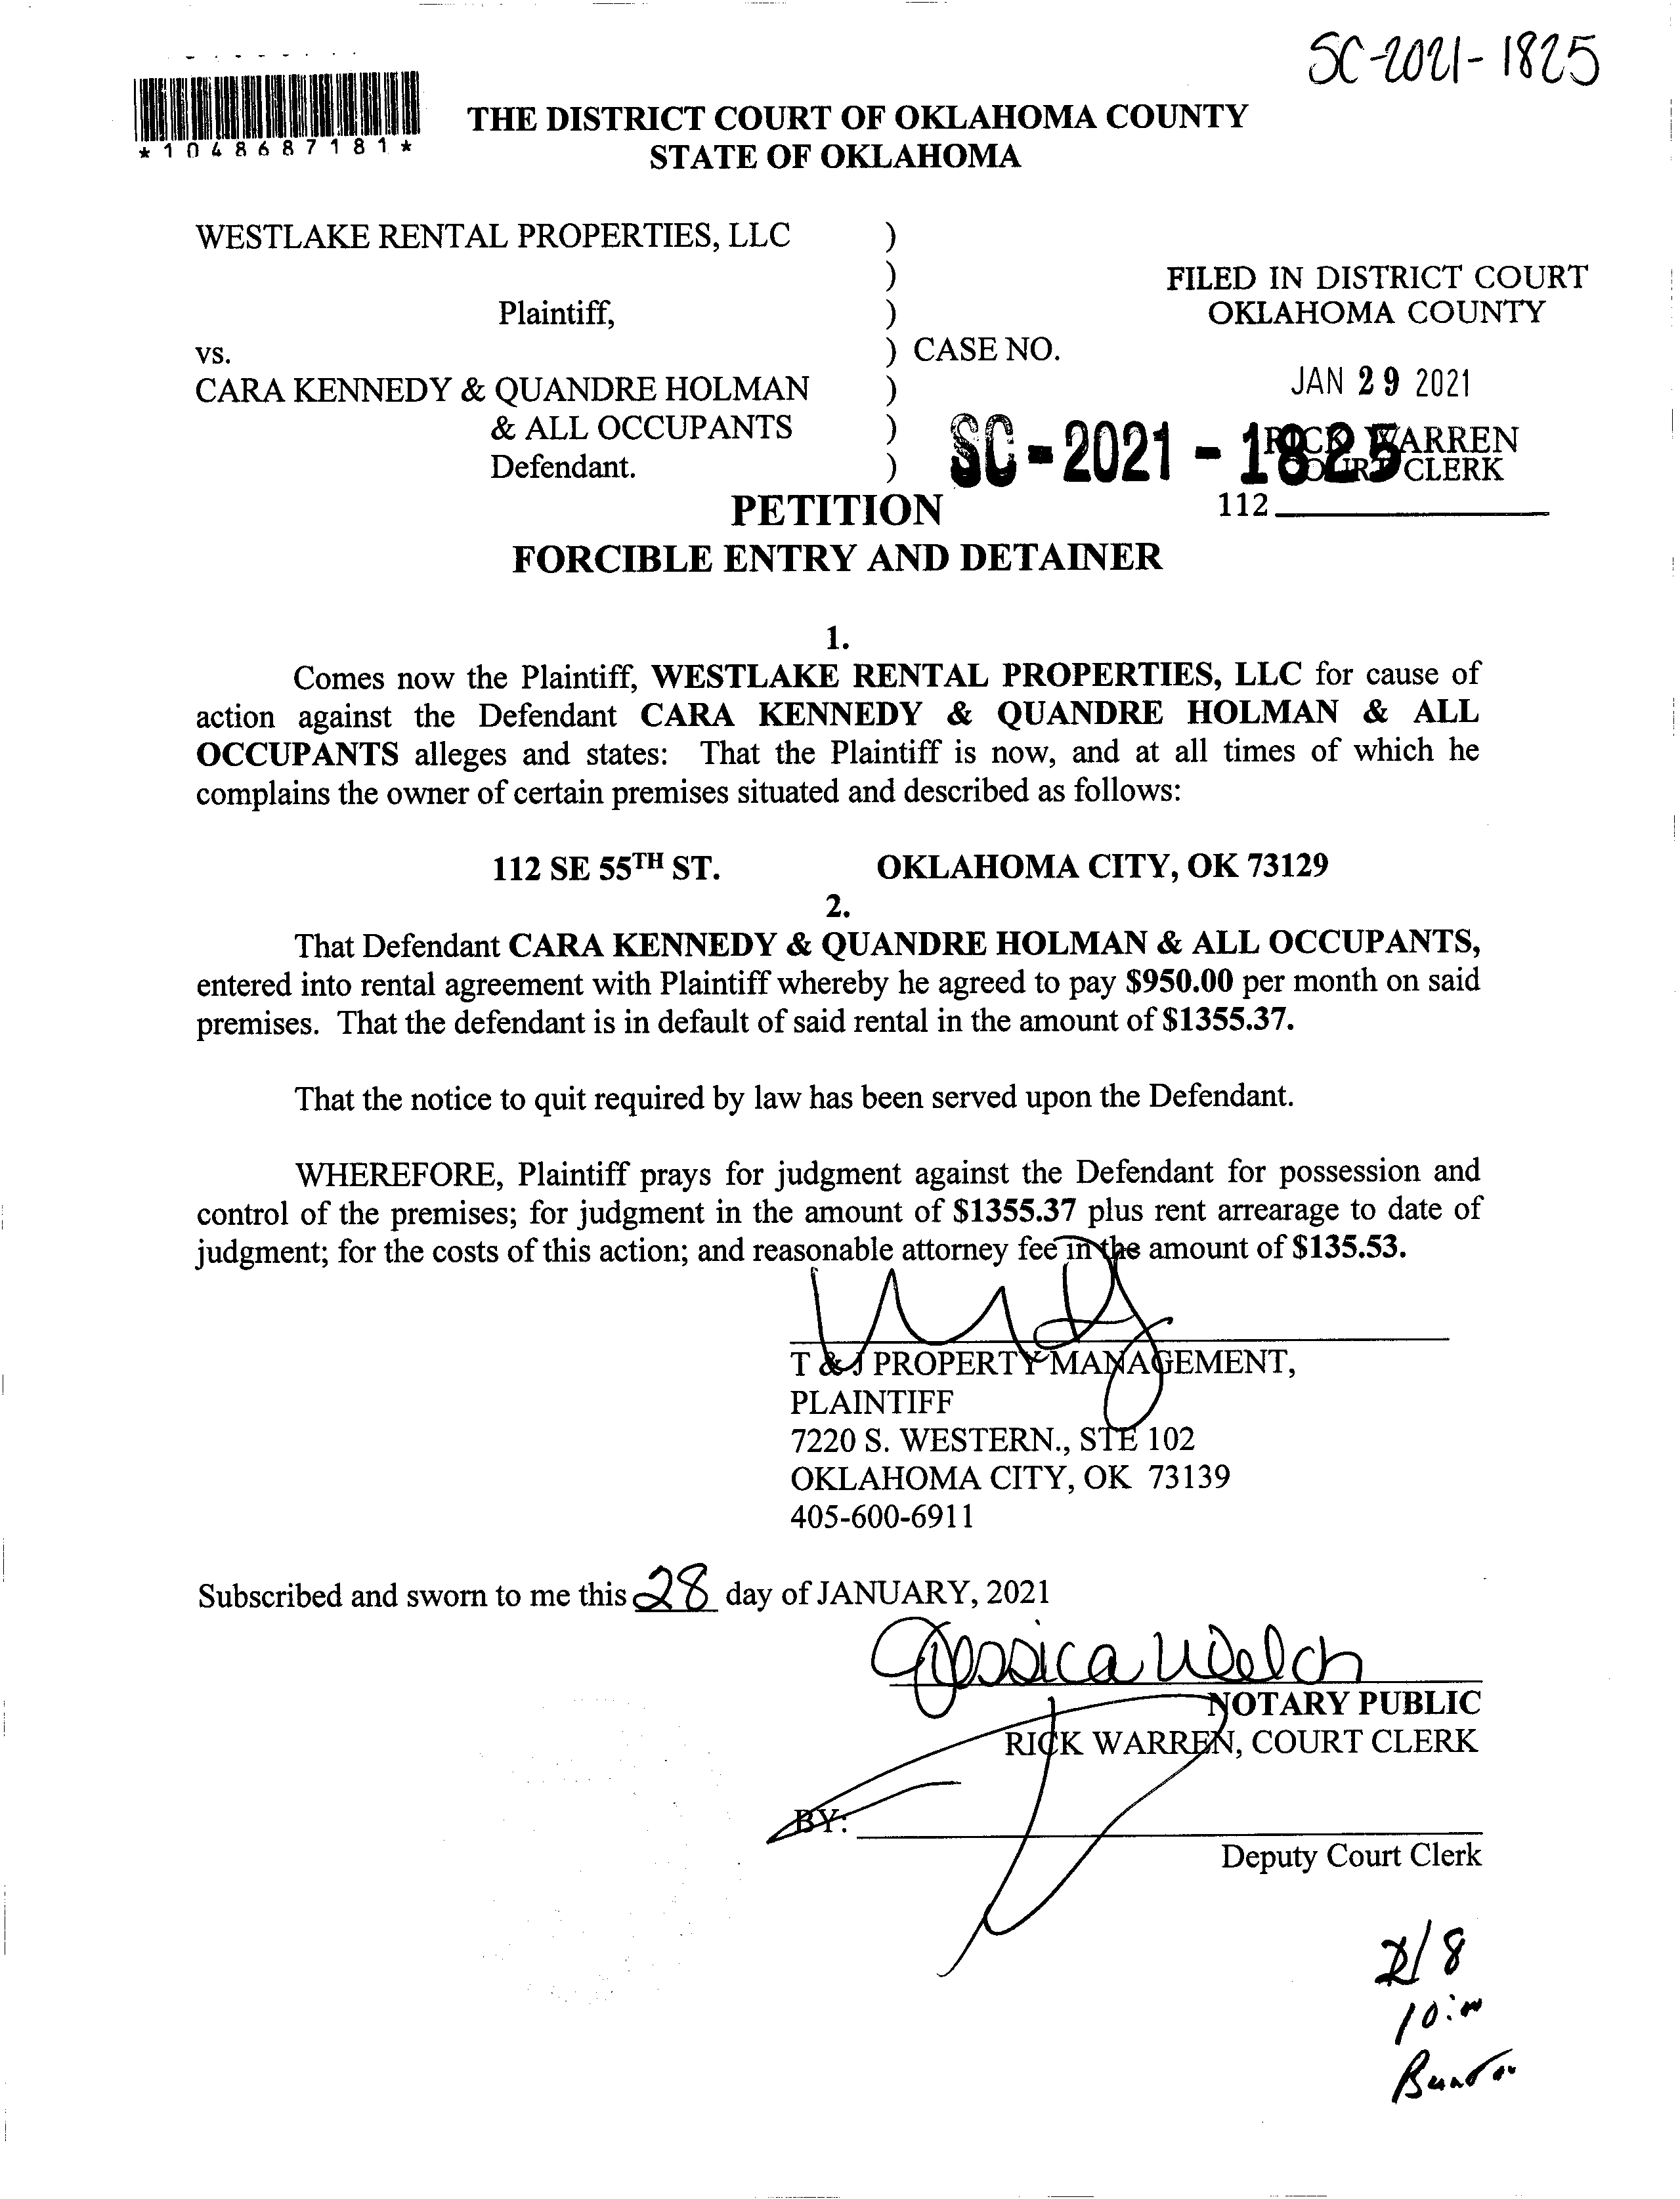 SC-2021-1825
*1048687181*
THE DISTRICT COURT OF OKLAHOMA COUNTY
STATE OF OKLAHOMA
WESTLAKE RENTAL PROPERTIES, LLC )
)
Plaintiff, )
vs. ) CASE NO.
CARA KENNEDY & QUANDRE HOLMAN )
& ALL OCCUPANTS )
Defendant. )
FILED IN DISTRICT COURT
OKLAHOMA COUNTY
JAN 29 2021
RICK WARREN
COURT CLERK
SC-2021-1825
112
PETITION
FORCIBLE ENTRY AND DETAINER
1.
Comes now the Plaintiff, WESTLAKE RENTAL PROPERTIES, LLC for cause of
action against the Defendant CARA KENNEDY & QUANDRE HOLMAN & ALL
OCCUPANTS alleges and states: That the Plaintiff is now, and at all times of which he
complains the owner of certain premises situated and described as follows:
112 SE 55TH ST. OKLAHOMA CITY, OK 73129
2.
That Defendant CARA KENNEDY & QUANDRE HOLMAN & ALL OCCUPANTS,
entered into rental agreement with Plaintiff whereby he agreed to pay $950.00 per month on said
premises. That the defendant is in default of said rental in the amount of $1355.37.
That the notice to quit required by law has been served upon the Defendant.
WHEREFORE, Plaintiff prays for judgment against the Defendant for possession and
control of the premises; for judgment in the amount of $1355.37 plus rent arrearage to date of
judgment; for the costs of this action; and reasonable attorney fee in the amount of $135.53.
T & J PROPERTY MANAGEMENT,
PLAINTIFF
7220 S. WESTERN., STE 102
OKLAHOMA CITY, OK 73139
405-600-6911
Subscribed and sworn to me this 28 day of JANUARY, 2021
Jessica Welch
NOTARY PUBLIC
RICK WARREN, COURT CLERK
BY:
Deputy Court Clerk
2/8
10:00